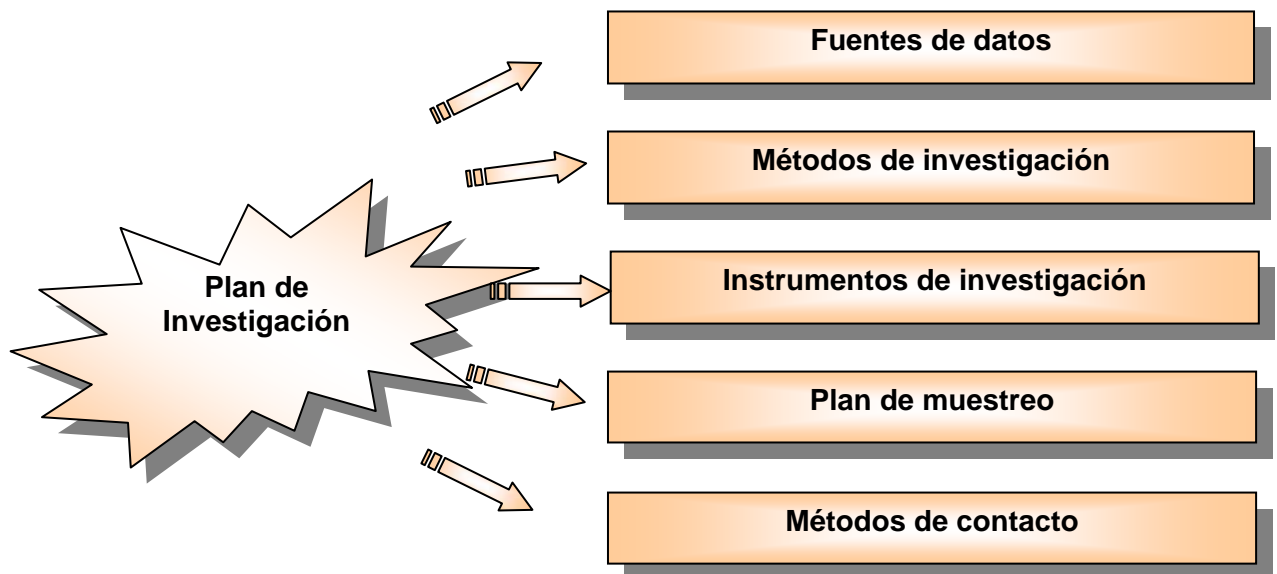 Fuentes de datos
Métodos de investigación
Plan de
Investigación
Instrumentos de investigación
Plan de muestreo
Métodos de contacto